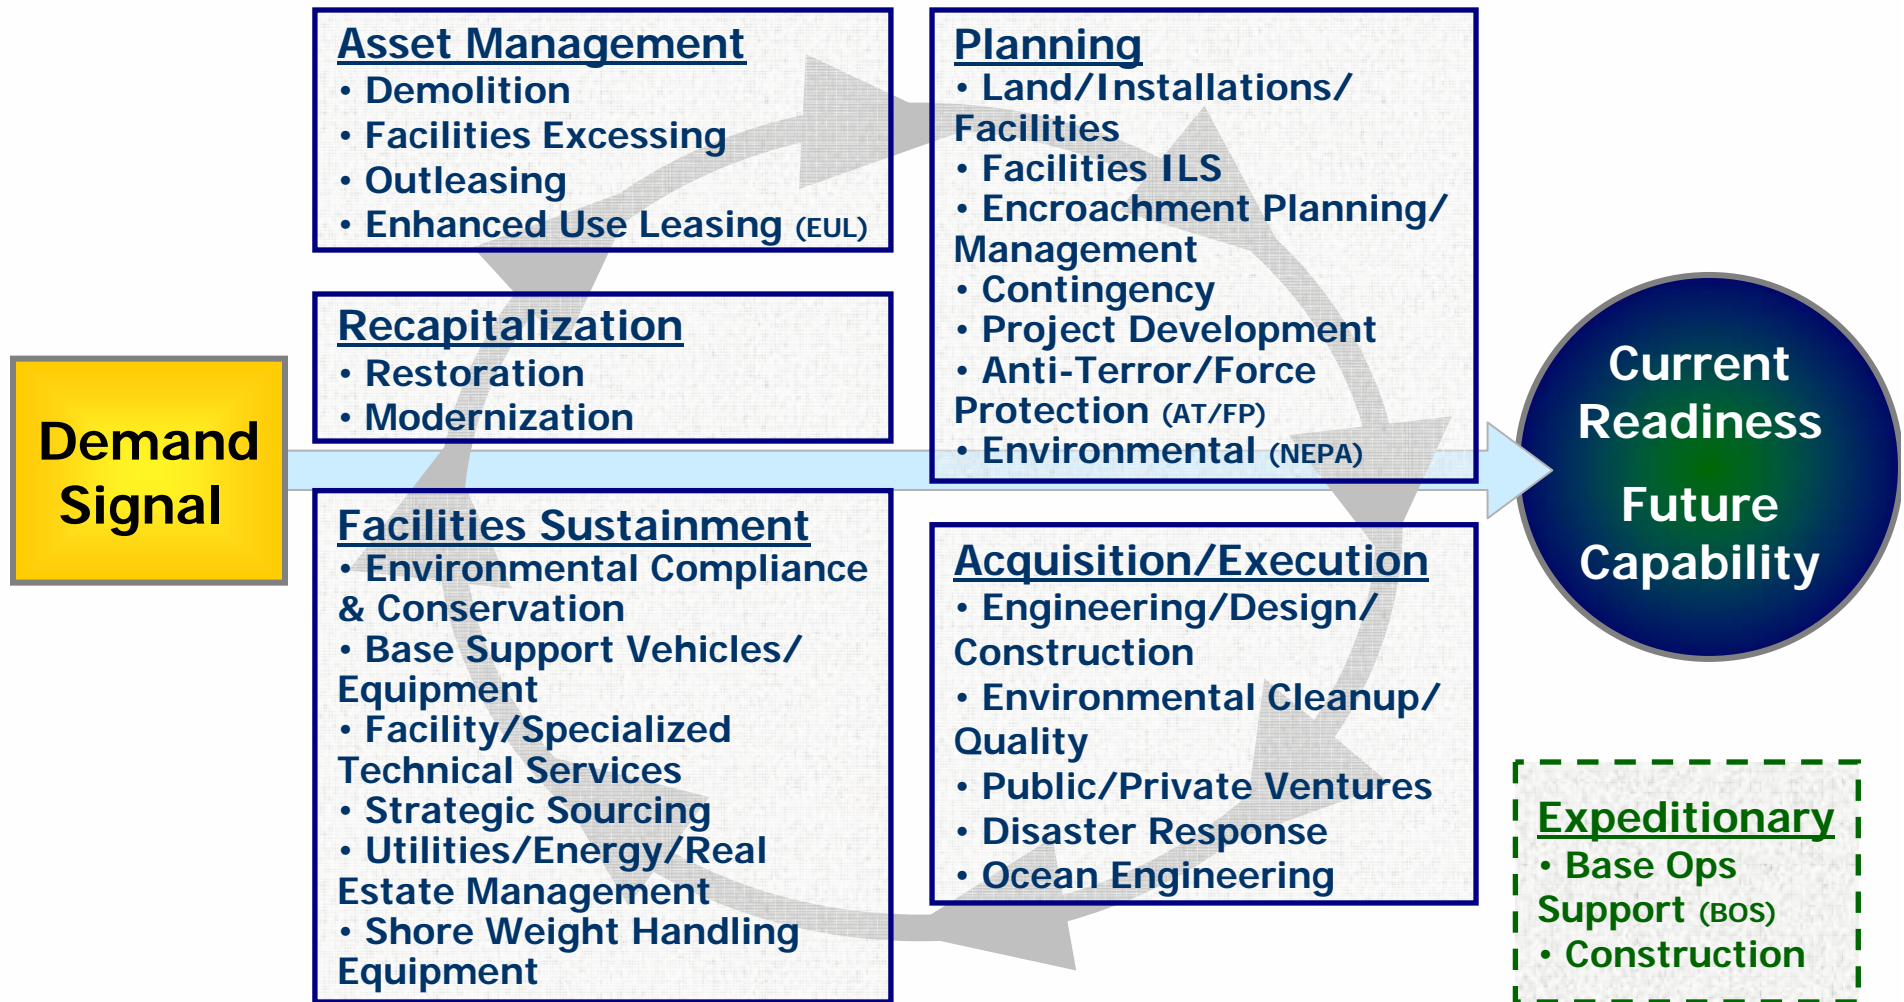 Demand
Signal
Asset Management
• Demolition
• Facilities Excessing
• Outleasing
• Enhanced Use Leasing (EUL)
Recapitalization
• Restoration
• Modernization
Facilities Sustainment
• Environmental Compliance
& Conservation
• Base Support Vehicles/
Equipment
• Facility/Specialized
Technical Services
• Strategic Sourcing
• Utilities/Energy/Real
Estate Management
• Shore Weight Handling
Equipment
Planning
• Land/Installations/
Facilities
• Facilities ILS
• Encroachment Planning/
Management
• Contingency
• Project Development
• Anti-Terror/Force
Protection (AT/FP)
• Environmental (NEPA)
Acquisition/Execution
• Engineering/Design/
Construction
• Environmental Cleanup/
Quality
• Public/Private Ventures
• Disaster Response
• Ocean Engineering
Current
Readiness
Future
Capability
Expeditionary
• Base Ops
Support (BOS)
• Construction